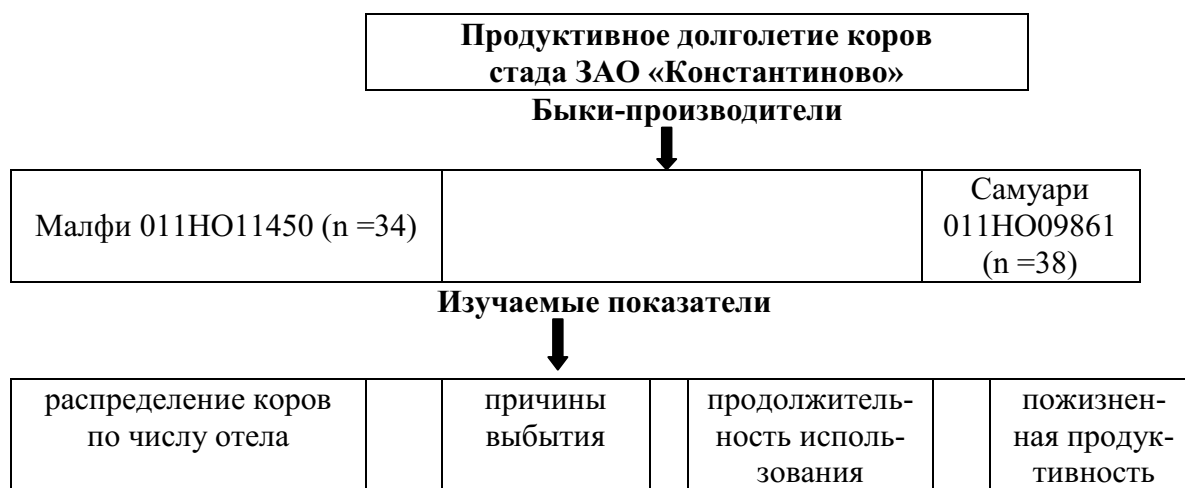 Продуктивное долголетие коров
стада ЗАО «Константиново»
Быки-производители
Малфи 011НО11450 (n =34)
Самуари
011НО09861
(n =38)
Изучаемые показатели
распределение коров
по числу отела
причины
выбытия
продолжитель-
ность исполь-
зования
пожизнен-
ная продук-
тивность